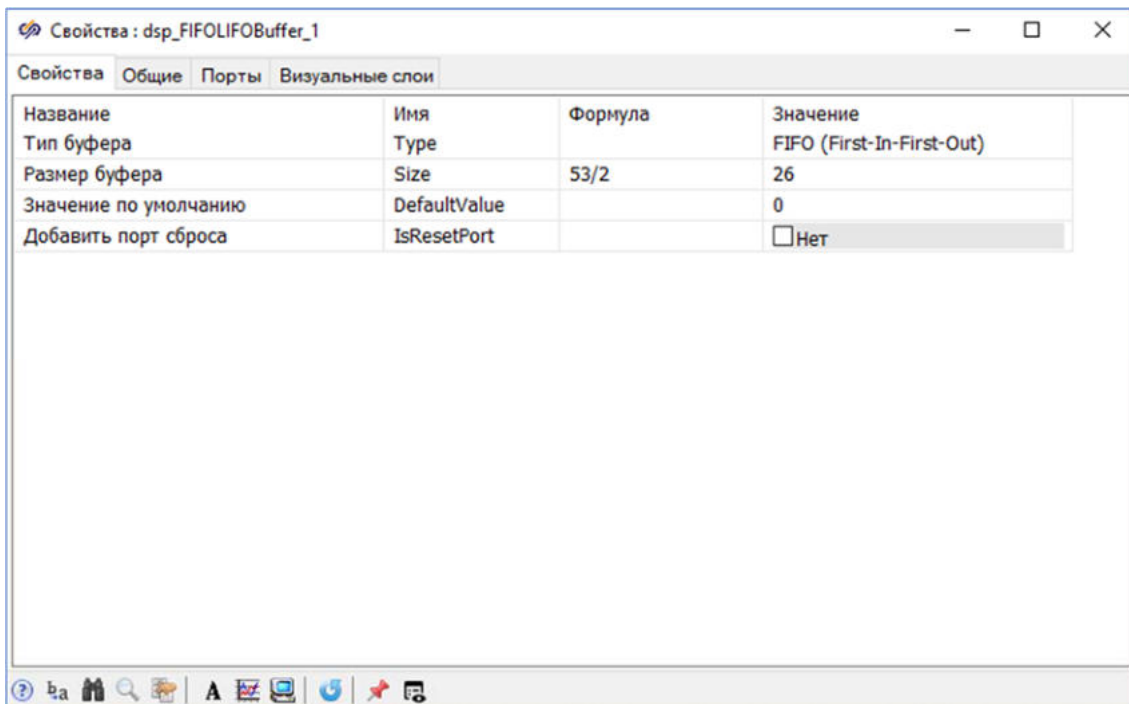 Свойства : dsp_FIFOLIFOBuffer_1
Свойства Общие Порты Визуальные слои
Название Имя Формула Значение
Тип буфера Type FIFO (First-In-First-Out)
Размер буфера Size 53/2 26
Значение по умолчанию DefaultValue 0
Добавить порт сброса IsResetPort Нет